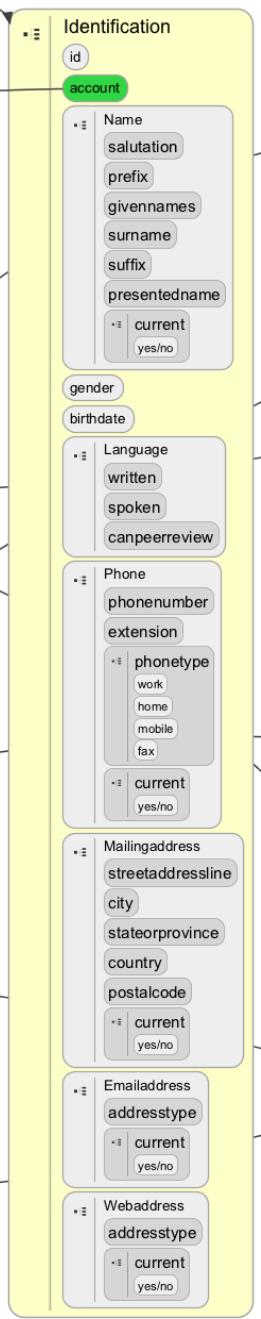 Identification
id
account
Name
salutation
prefix
givennames
surname
suffix
presentedname
current
yes/no
gender
birthdate
Language
written
spoken
canpeerreview
Phone
phonenumber
extension
phonetype
work
home
mobile
fax
current
yes/no
Mailingaddress
streetaddressline
city
stateorprovince
country
postalcode
current
yes/no
Emailaddress
addresstype
current
yes/no
Webaddress
addresstype
current
yes/no